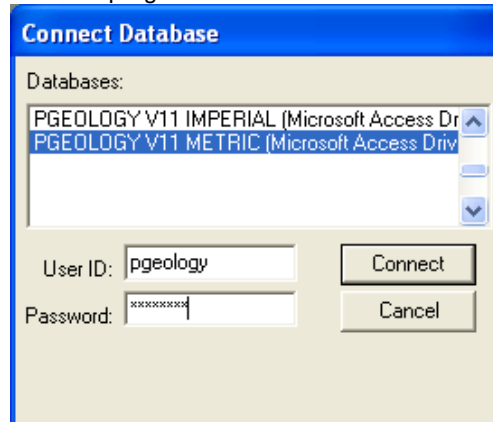 Connect Database
Databases:
PGEOLOGY V11 IMPERIAL (Microsoft Access Dr
PGEOLOGY V11 METRIC (Microsoft Access Driv
User ID: pgeology Connect
Password: ******** Cancel